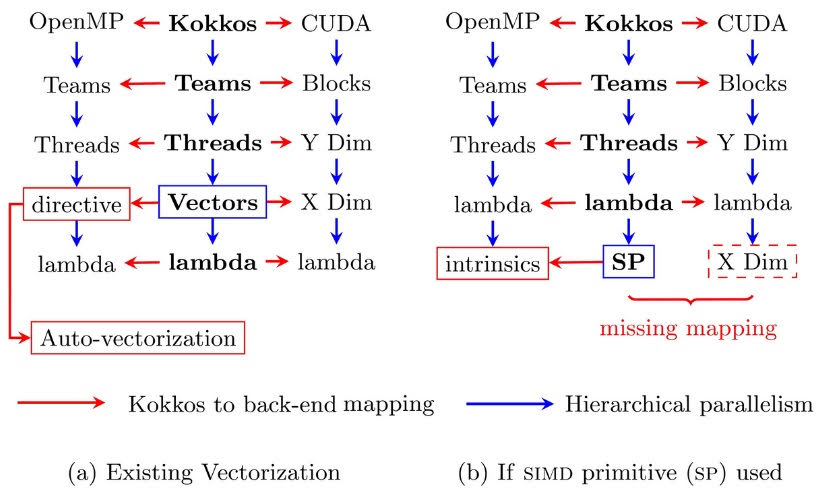 OpenMP Kokkos CUDA
Teams Teams Blocks
Threads Threads Y Dim
directive Vectors X Dim
lambda lambda lambda
Auto-vectorization
OpenMP Kokkos CUDA
Teams Teams Blocks
Threads Threads Y Dim
lambda lambda lambda
intrinsics SP X Dim
missing mapping
Kokkos to back-end mapping
Hierarchical parallelism
(a) Existing Vectorization
(b) If SIMD primitive (SP) used